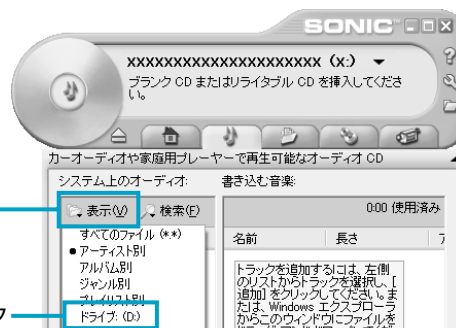 SONIC
XXXXXXXXXXXXXXXXXXXXXX (X:)
ブランク CD またはリライタブル CD を挿入してくださ
い。
カーオーディオや家庭用プレーヤーで再生可能なオーディオ CD
システム上のオーディオ:
書き込む音楽:
表示(V)
検索(F)
0:00 (使用済み
すべてのファイル (*.*)
名前
長さ
アーティスト別
アルバム別
ジャンル別
プレイリスト別
ドライブ: (D:)
トラックを追加するには、左側
のリストからトラックを選択し、[
追加] をクリックしてください。ま
たは、Windows エクスプローラ
からこのウィンドウにファイルを